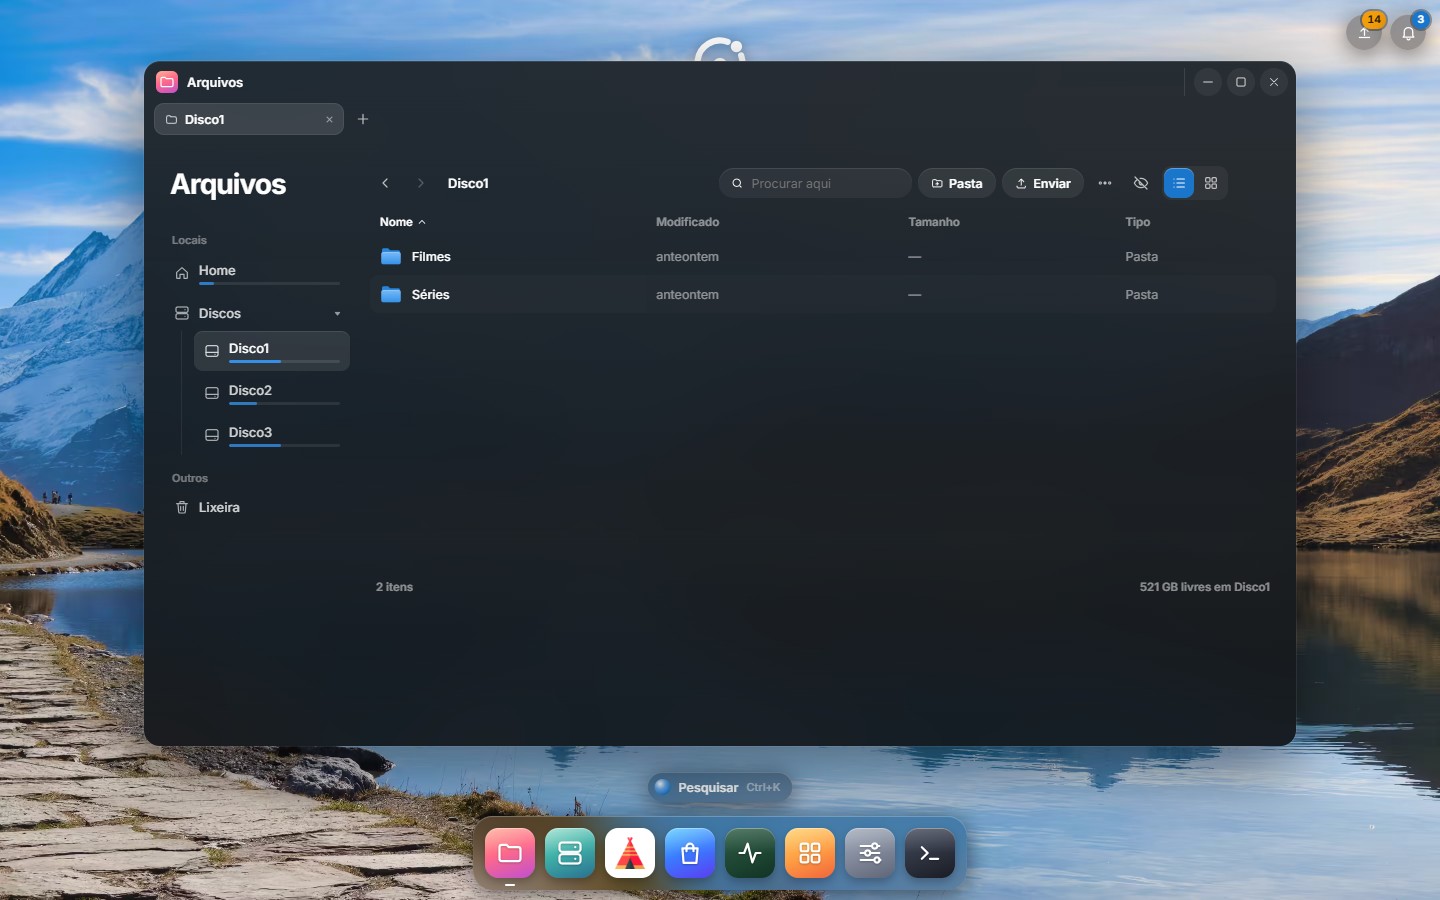 14
3
Arquivos
Disco1
Arquivos
Disco1
Procurar aqui
Pasta
Enviar
Locais
Home
Discos
Disco1
Disco2
Disco3
Outros
Lixeira
Nome
Modificado
Tamanho
Tipo
Filmes
anteontem
—
Pasta
Séries
anteontem
—
Pasta
2 itens
521 GB livres em Disco1
Pesquisar Ctrl+K